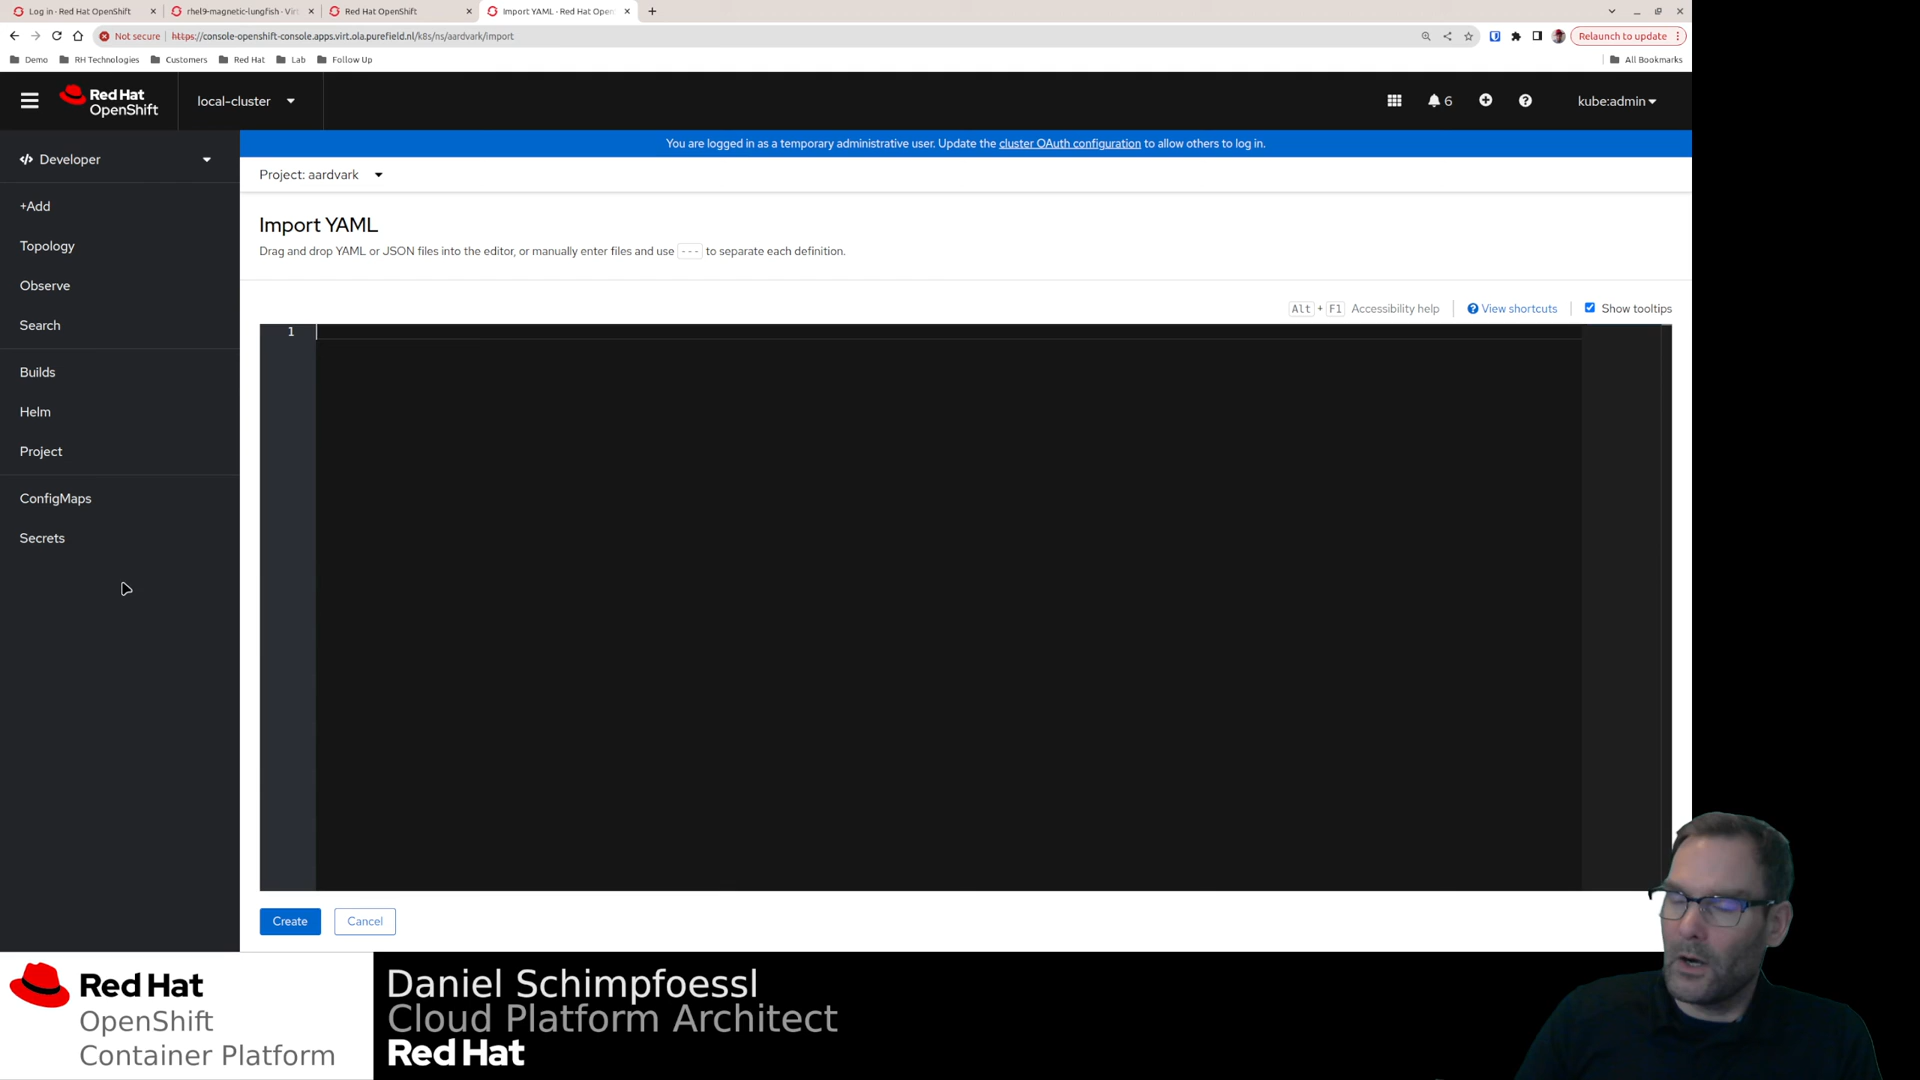 Log in - Red Hat OpenShift
rhel9-magnetic-lungfish - Virt
Red Hat OpenShift
Import YAML - Red Hat Open
Not secure
https://console-openshift-console.apps.virt.ola.purefield.nl/k8s/ns/aardvark/import
Relaunch to update
Demo
RH Technologies
Customers
Red Hat
Lab
Follow Up
All Bookmarks
Red Hat
OpenShift
local-cluster
6
kube:admin
Developer
You are logged in as a temporary administrative user. Update the cluster OAuth configuration to allow others to log in.
Project: aardvark
+Add
Topology
Observe
Search
Builds
Helm
Project
ConfigMaps
Secrets
Import YAML
Drag and drop YAML or JSON files into the editor, or manually enter files and use --- to separate each definition.
Alt + F1 Accessibility help
View shortcuts
Show tooltips
1
Create
Cancel
Red Hat
OpenShift
Container Platform
Daniel Schimpfoessl
Cloud Platform Architect
Red Hat